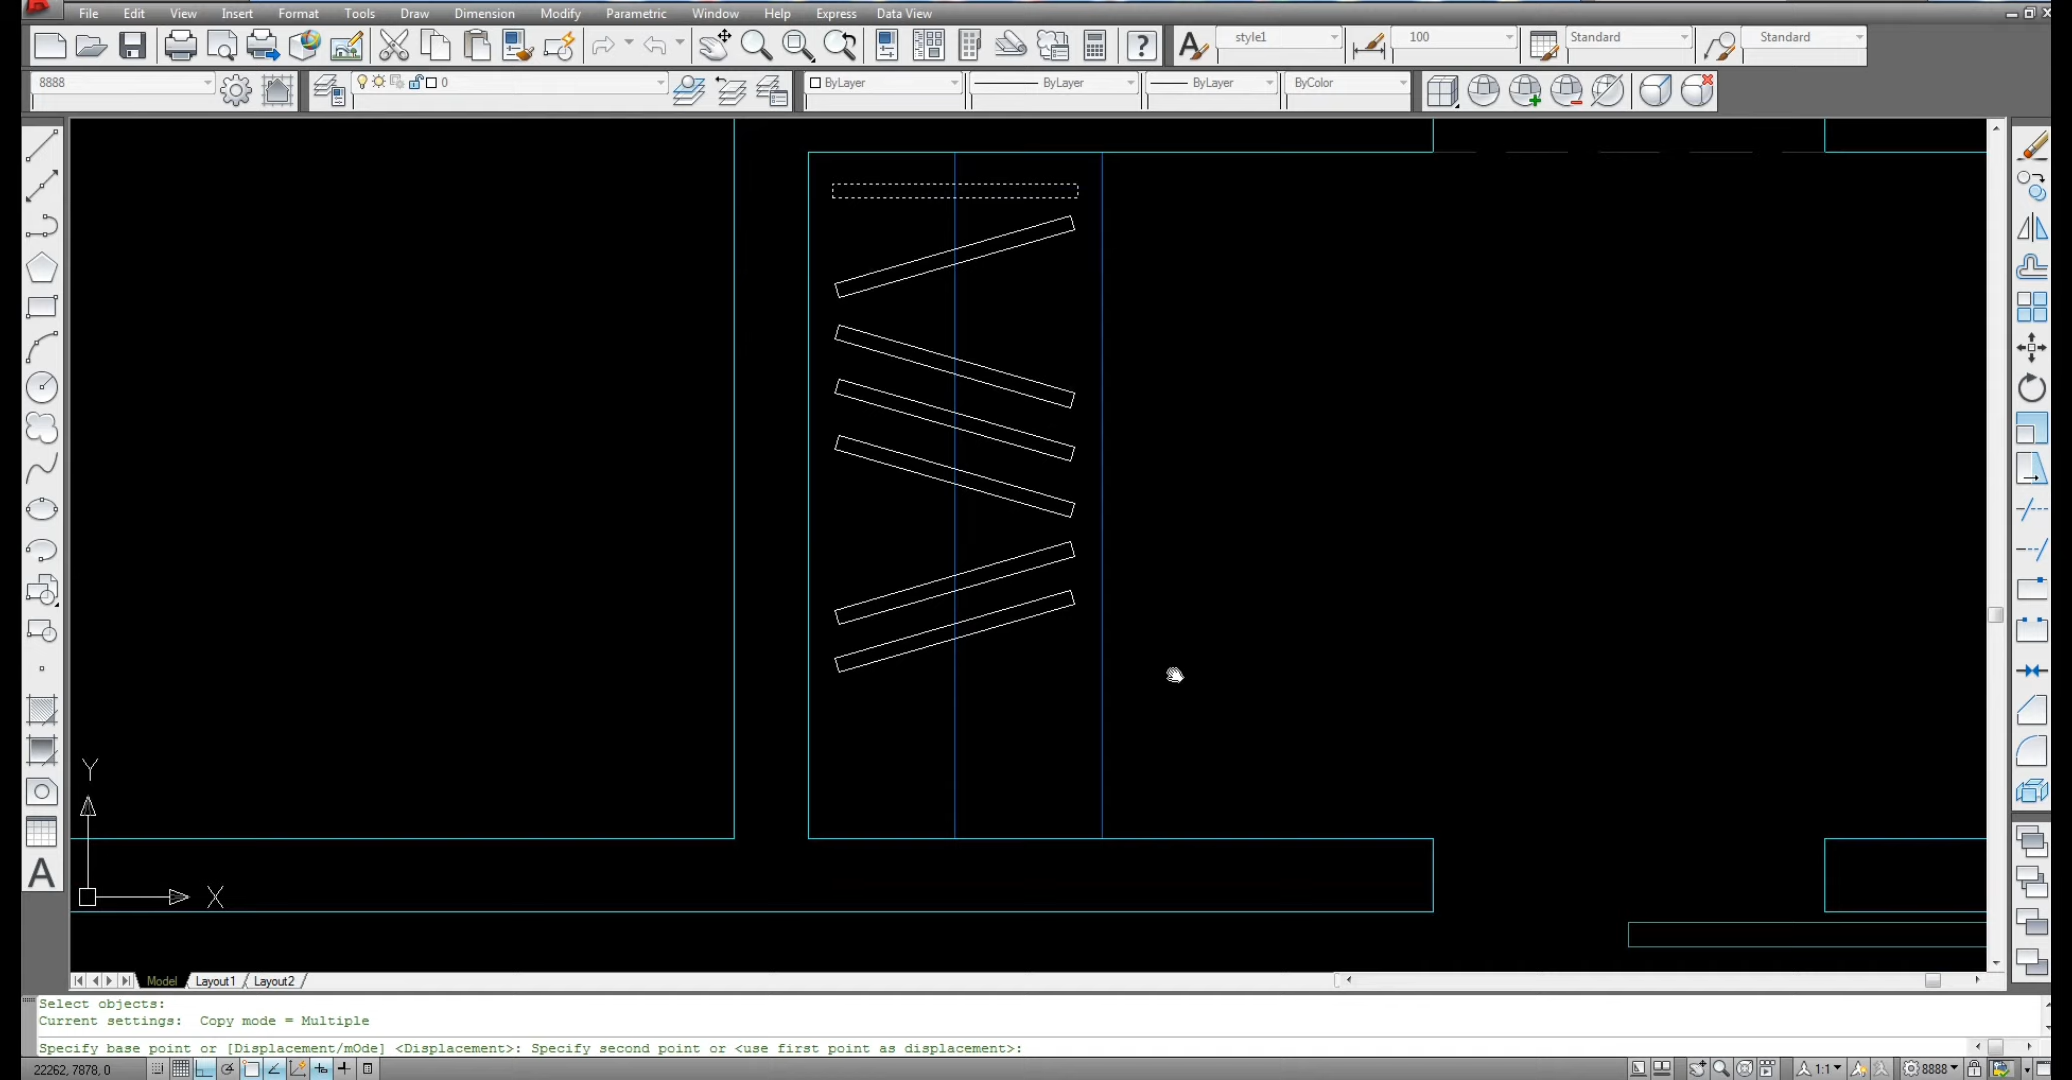 File Edit View Insert Format Tools Draw Dimension Modify Parametric Window Help Express Data View
style1 100 Standard Standard
8888 0 ByLayer ByLayer ByLayer ByColor
Y
X
A
Model Layout1 Layout2
Select objects:
Current settings:  Copy mode = Multiple
Specify base point or [Displacement/mOde] <Displacement>: Specify second point or <use first point as displacement>:
22262, 7878, 0 1:1 8888